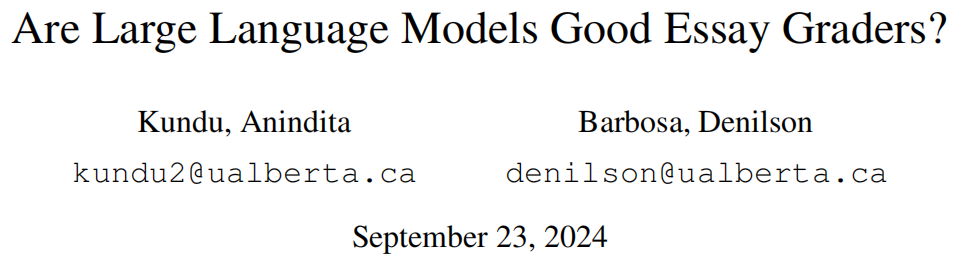 Are Large Language Models Good Essay Graders?
Kundu, Anindita
Barbosa, Denilson
kundu2@ualberta.ca
denilson@ualberta.ca
September 23, 2024